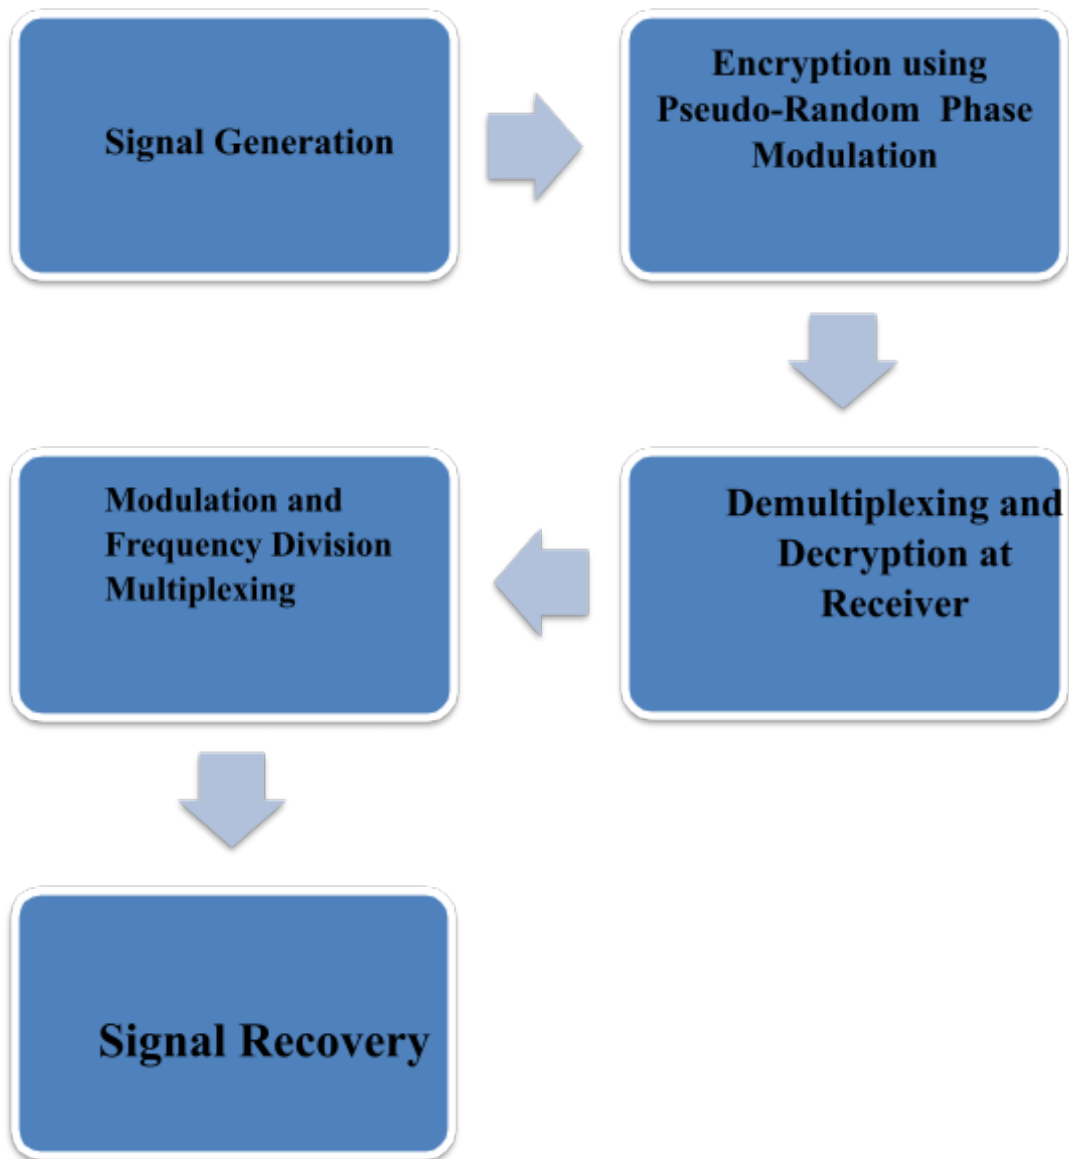 Signal Generation
Encryption using
Pseudo-Random Phase
Modulation
Demultiplexing and
Decryption at
Receiver
Modulation and
Frequency Division
Multiplexing
Signal Recovery